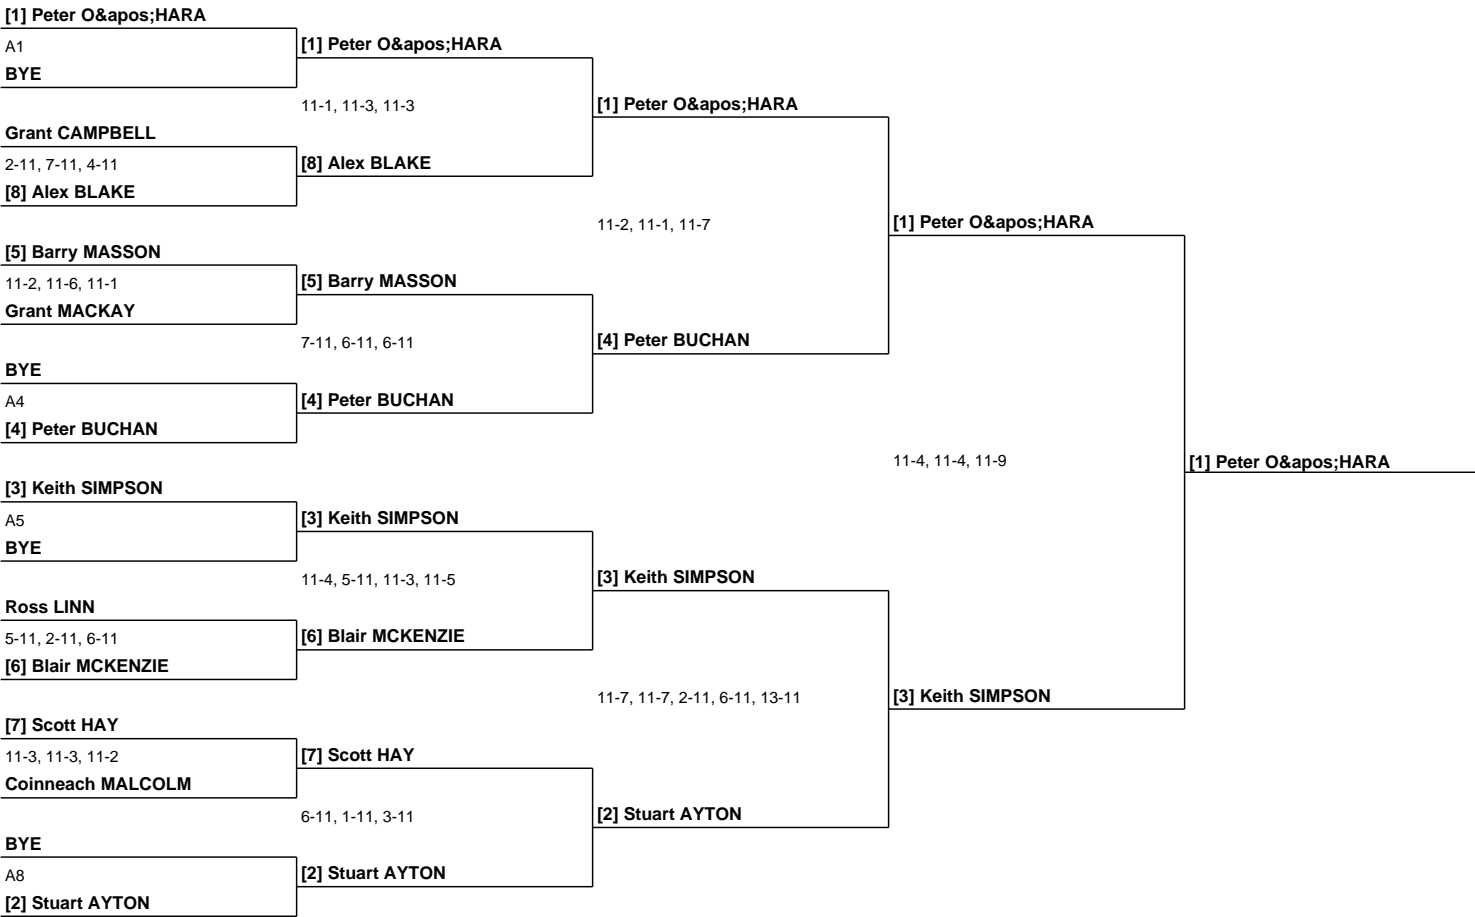 [1] Peter O&apos;HARA
A1
BYE
Grant CAMPBELL
2-11, 7-11, 4-11
[8] Alex BLAKE
[5] Barry MASSON
11-2, 11-6, 11-1
Grant MACKAY
BYE
A4
[4] Peter BUCHAN
[3] Keith SIMPSON
A5
BYE
Ross LINN
5-11, 2-11, 6-11
[6] Blair MCKENZIE
[7] Scott HAY
11-3, 11-3, 11-2
Coinneach MALCOLM
BYE
A8
[2] Stuart AYTON
[1] Peter O&apos;HARA
11-1, 11-3, 11-3
[8] Alex BLAKE
[5] Barry MASSON
7-11, 6-11, 6-11
[4] Peter BUCHAN
[3] Keith SIMPSON
11-4, 5-11, 11-3, 11-5
[6] Blair MCKENZIE
[7] Scott HAY
6-11, 1-11, 3-11
[2] Stuart AYTON
[1] Peter O&apos;HARA
11-2, 11-1, 11-7
[4] Peter BUCHAN
[3] Keith SIMPSON
11-7, 11-7, 2-11, 6-11, 13-11
[2] Stuart AYTON
[1] Peter O&apos;HARA
11-4, 11-4, 11-9
[3] Keith SIMPSON
[1] Peter O&apos;HARA